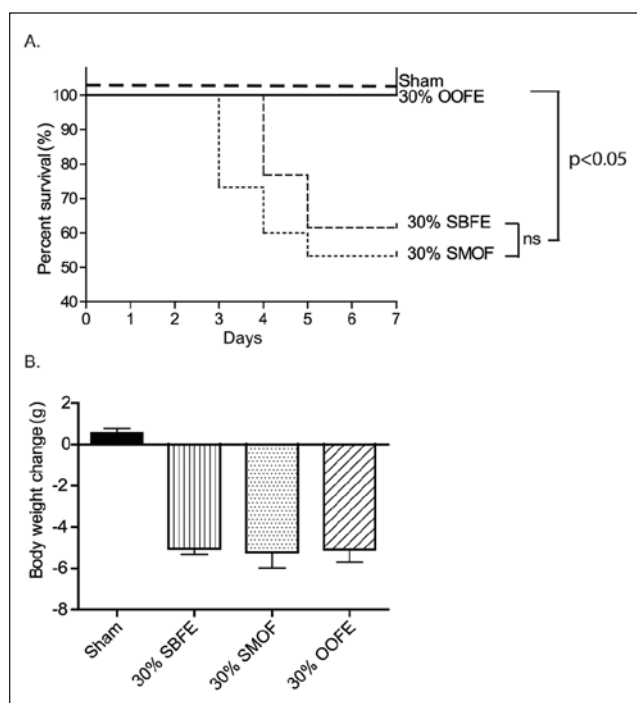 A.
Percent survival (%)
100
90
80
70
60
50
40
0 1 2 3 4 5 6 7
Days
Sham
30% OOFE
30% SBFE
30% SMOF
ns
p<0.05
B.
Body weight change (g)
2
0
-2
-4
-6
-8
Sham
30% SBFE
30% SMOF
30% OOFE